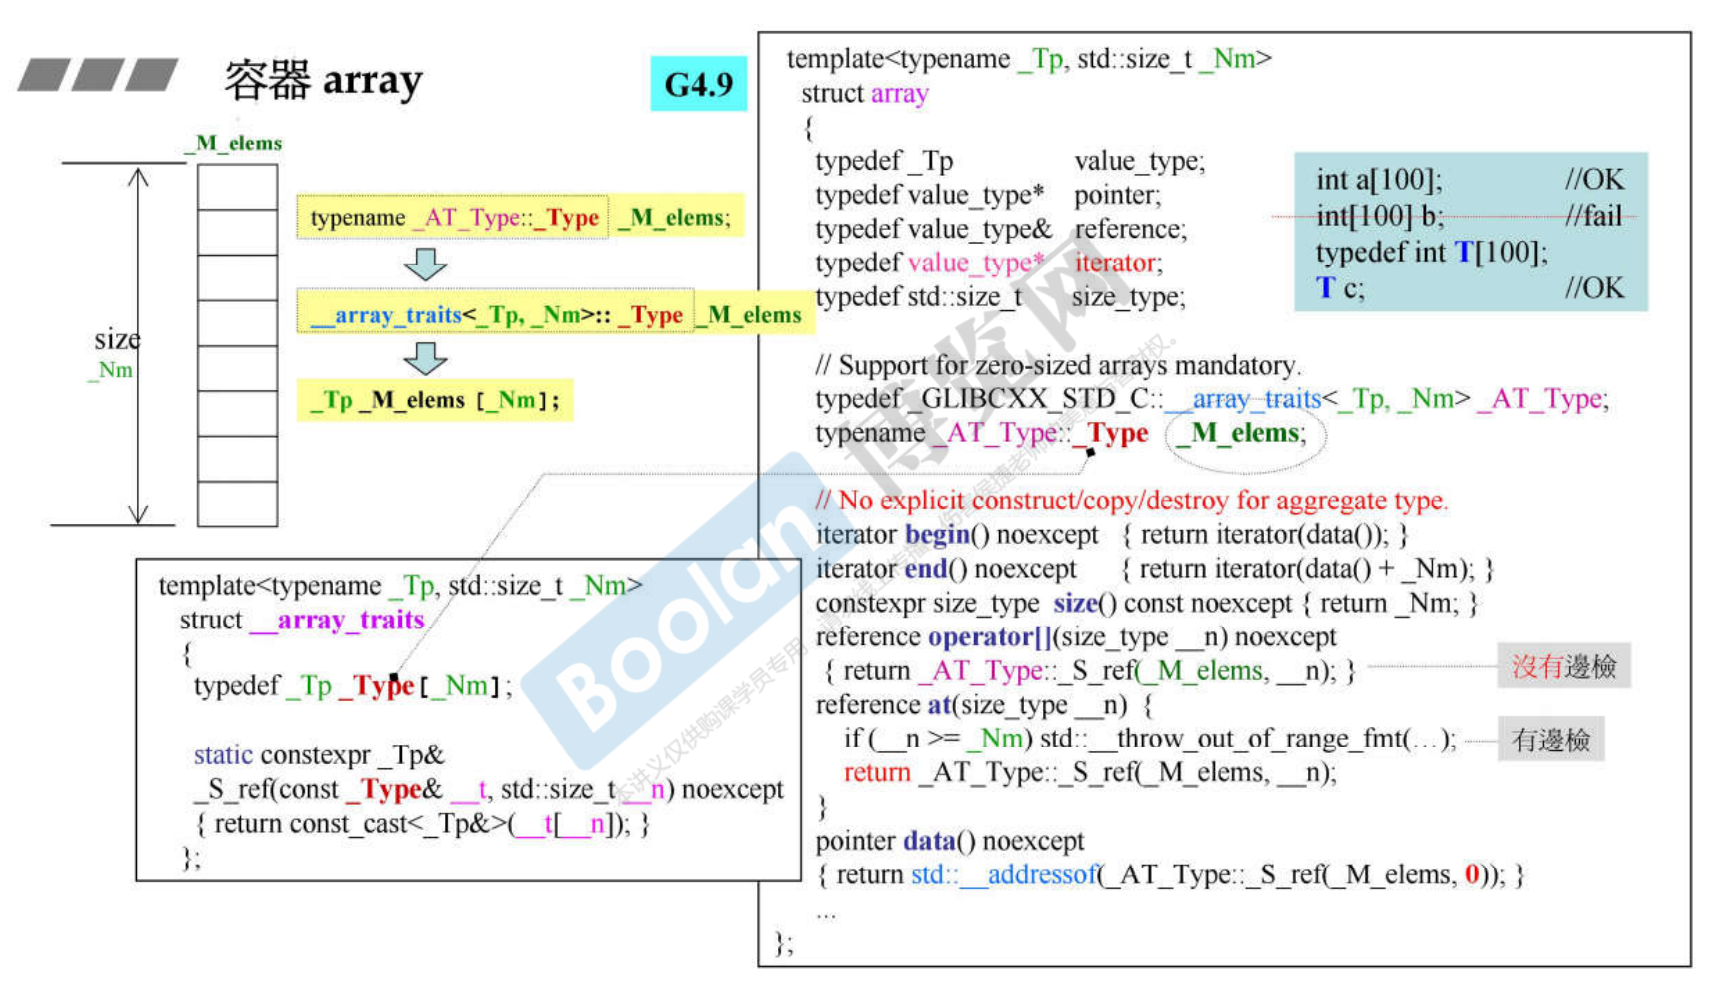 容器 array
G4.9
_M_elems
size
_Nm
typename _AT_Type::_Type _M_elems;
__array_traits<_Tp, _Nm>:: _Type _M_elems
_Tp _M_elems [_Nm];
template<typename _Tp, std::size_t _Nm>
struct __array_traits
{
typedef _Tp _Type[_Nm];
static constexpr _Tp&
_S_ref(const _Type& __t, std::size_t __n) noexcept
{ return const_cast<_Tp&>(__t[__n]); }
};
template<typename _Tp, std::size_t _Nm>
struct array
{
typedef _Tp value_type;
typedef value_type* pointer;
typedef value_type& reference;
typedef value_type* iterator;
typedef std::size_t size_type;
// Support for zero-sized arrays mandatory.
typedef _GLIBCXX_STD_C::__array_traits<_Tp, _Nm> _AT_Type;
typename _AT_Type::_Type _M_elems;
// No explicit construct/copy/destroy for aggregate type.
iterator begin() noexcept { return iterator(data()); }
iterator end() noexcept { return iterator(data() + _Nm); }
constexpr size_type size() const noexcept { return _Nm; }
reference operator[](size_type __n) noexcept
{ return _AT_Type::_S_ref(_M_elems, __n); }
reference at(size_type __n) {
if (__n >= _Nm) std::__throw_out_of_range_fmt(…);
return _AT_Type::_S_ref(_M_elems, __n);
}
pointer data() noexcept
{ return std::__addressof(_AT_Type::_S_ref(_M_elems, 0)); }
…
};
int a[100]; //OK
int[100] b; //fail
typedef int T[100];
T c; //OK
沒有邊檢
有邊檢
Boolan
博览网